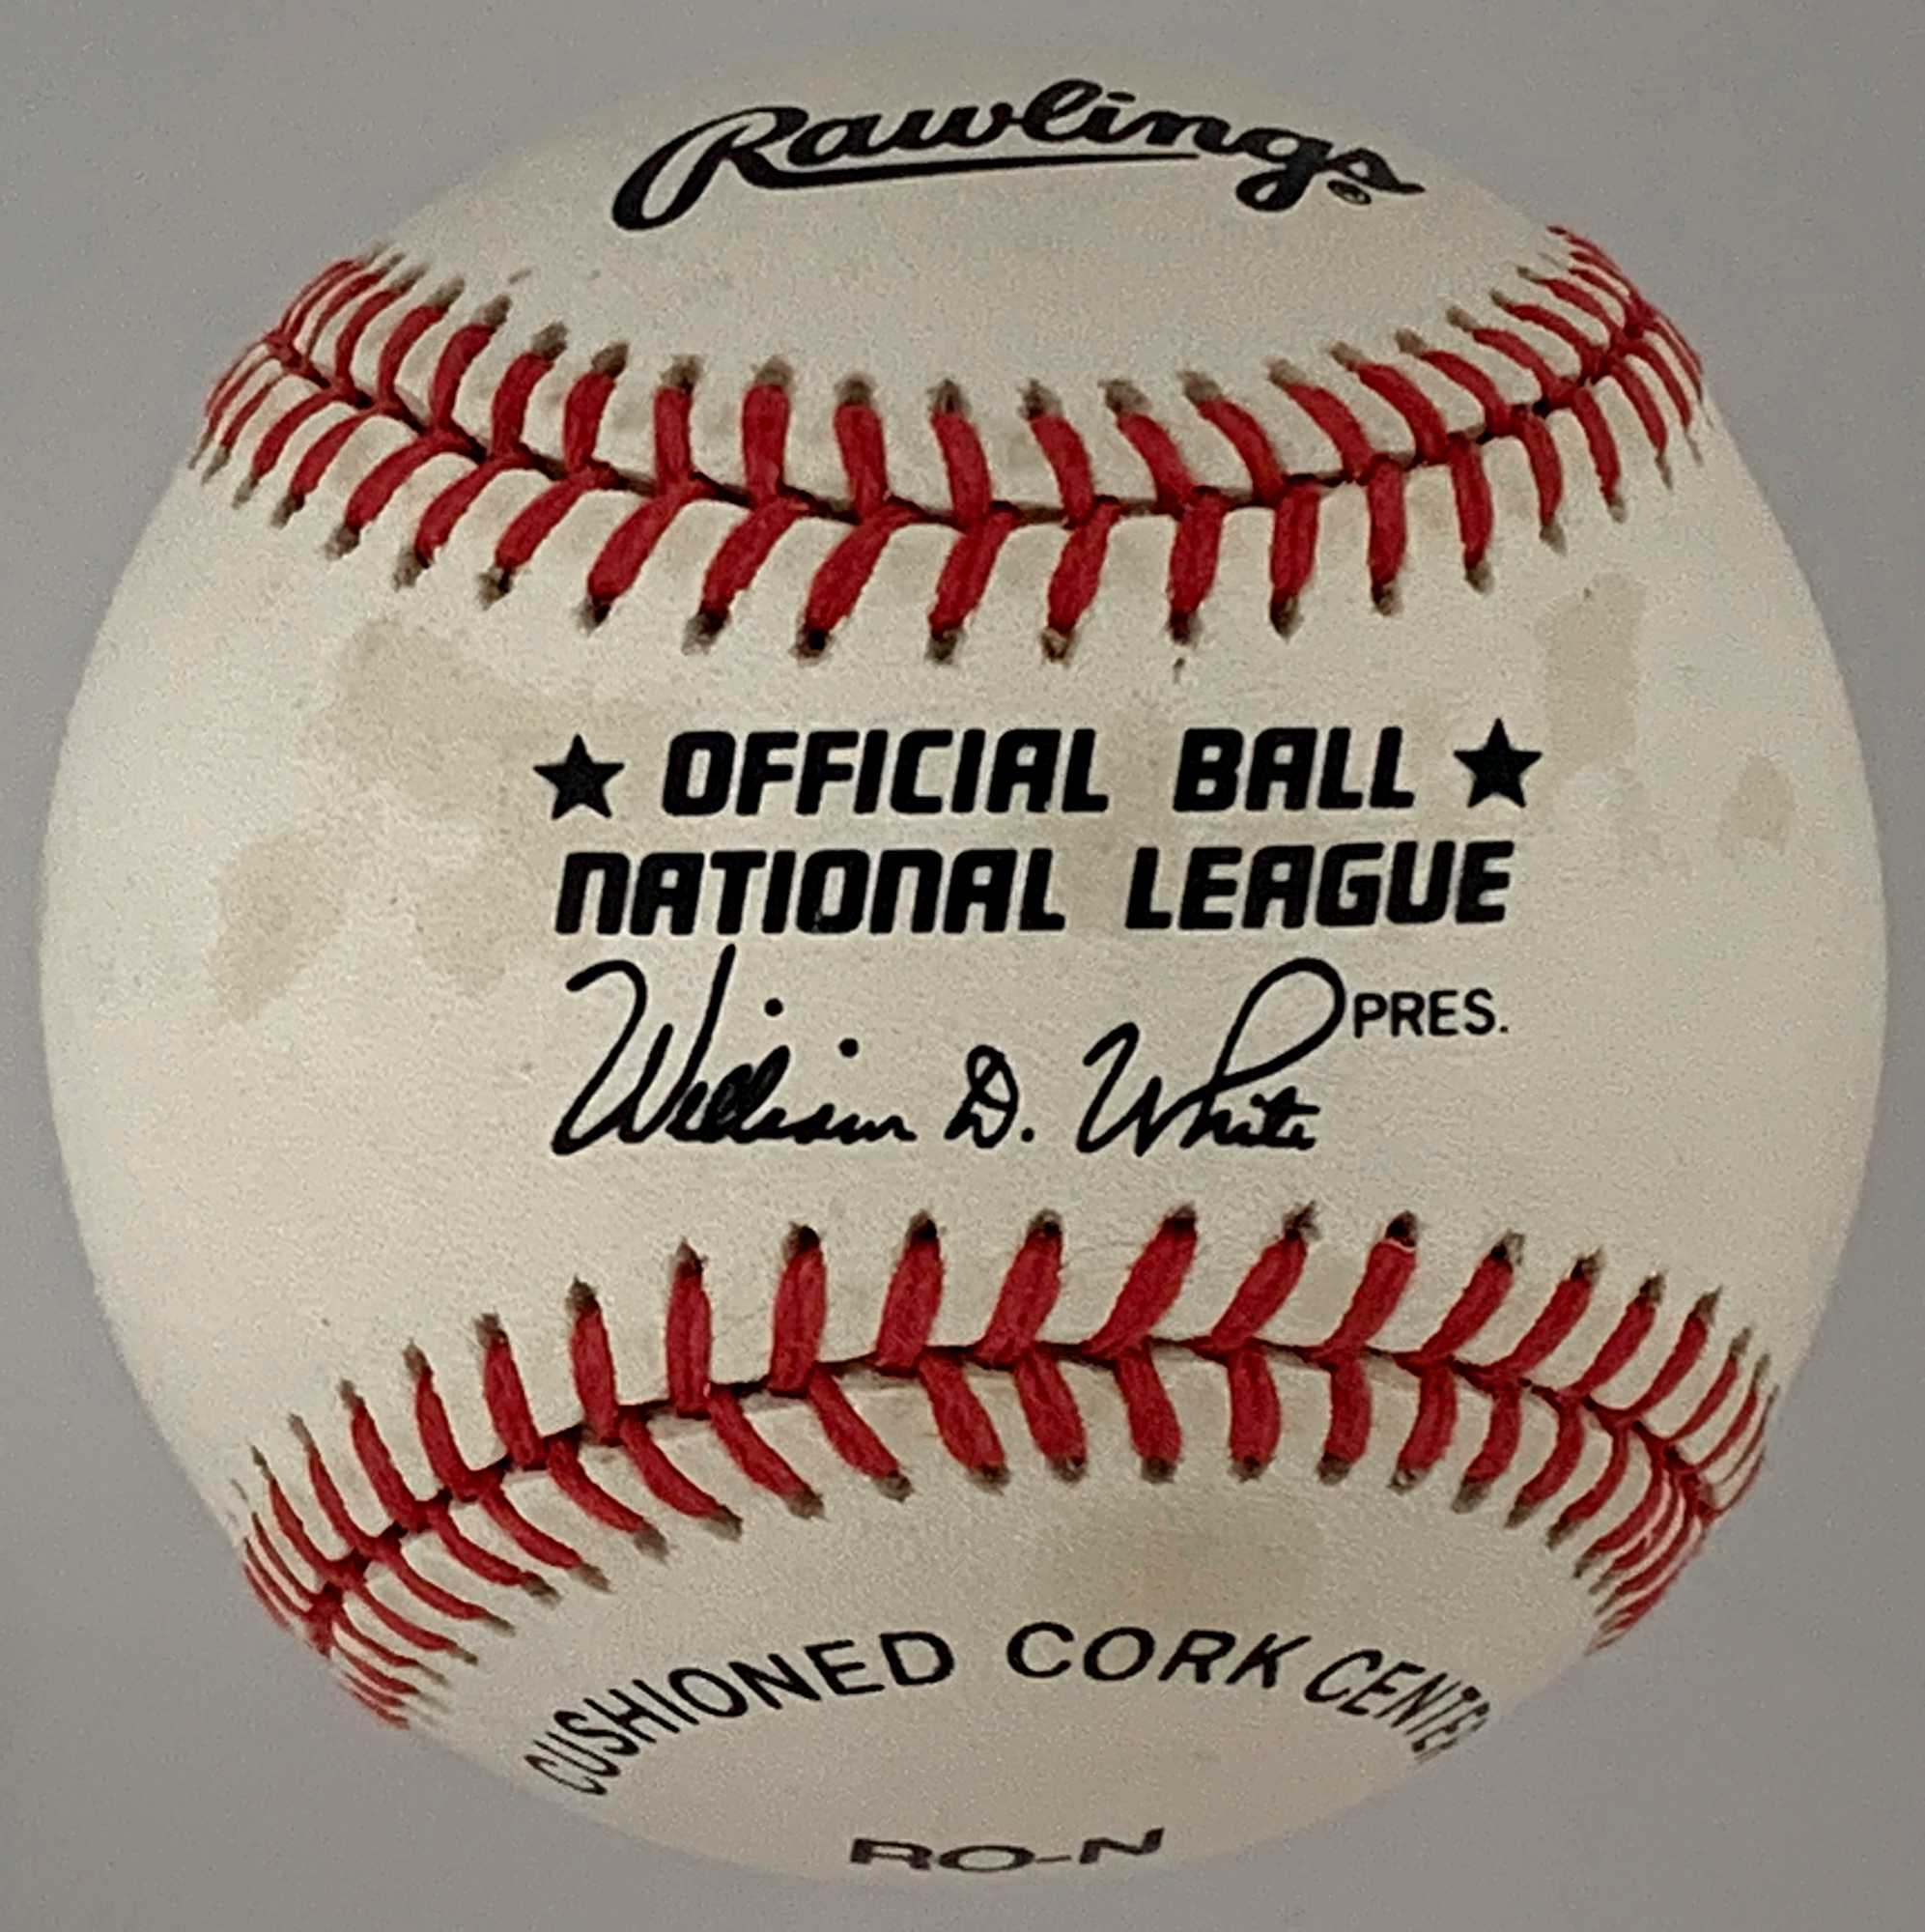 Rawlings®
★ OFFICIAL BALL ★
NATIONAL LEAGUE
William D. White PRES.
CUSHIONED CORK CENTER
RO-N